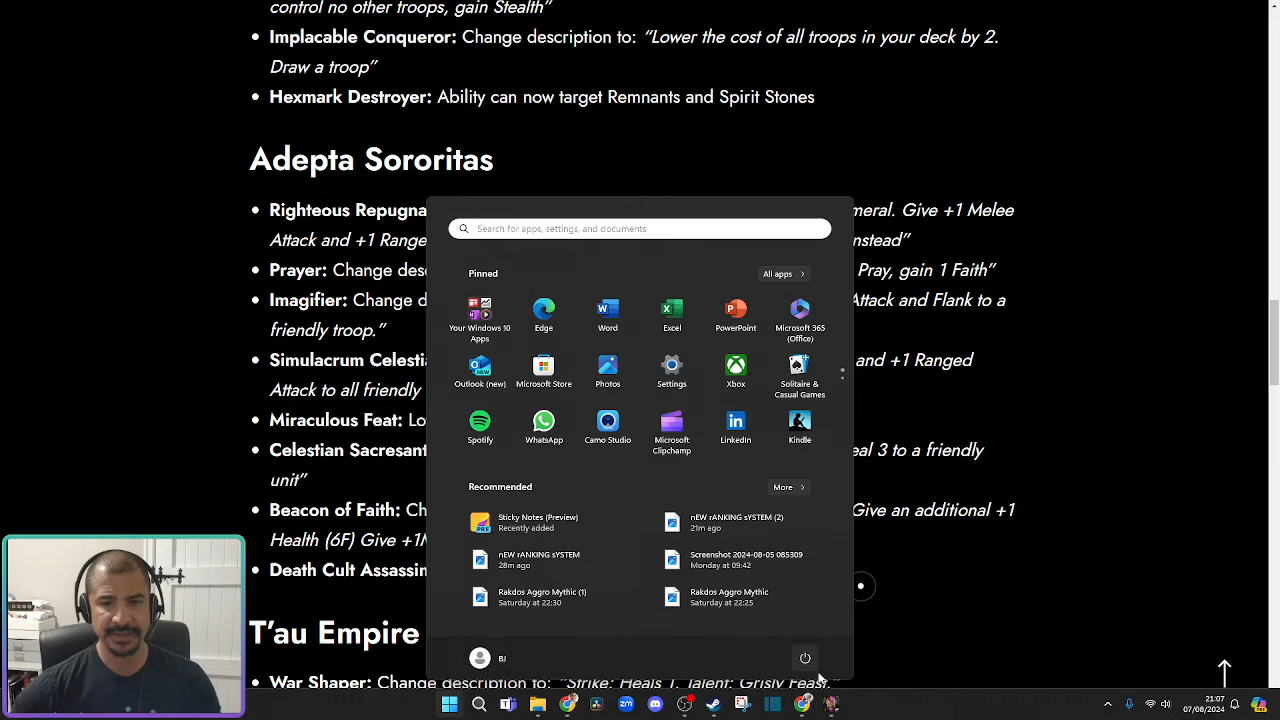 control no other troops, gain Stealth"
Implacable Conqueror: Change description to: "Lower the cost of all troops in your deck by 2.
Draw a troop"
Hexmark Destroyer: Ability can now target Remnants and Spirit Stones
Adepta Sororitas
Righteous Repugna
eral. Give +1 Melee
Attack and +1 Range
nstead"
Prayer: Change des
Pray, gain 1 Faith"
Imagifier: Change d
Attack and Flank to a
friendly troop."
Simulacrum Celesti
and +1 Ranged
Attack to all friendly
Miraculous Feat: Lo
Celestian Sacresant
eal 3 to a friendly
unit"
Beacon of Faith: Ch
Give an additional +1
Health (6F) Give +1M
Death Cult Assassin
T'au Empire
War Shaper: Change description to: "Strike: Heals 1. Talent: Grisly Feast"
Search for apps, settings, and documents
Pinned
All apps
Your Windows 10
Apps
Edge
Word
Excel
PowerPoint
Microsoft 365
(Office)
Outlook (new)
Microsoft Store
Photos
Settings
Xbox
Solitaire &
Casual Games
Spotify
WhatsApp
Camo Studio
Microsoft
Clipchamp
LinkedIn
Kindle
Recommended
More
Sticky Notes (Preview)
Recently added
nEW rANKING sYSTEM (2)
21m ago
nEW rANKING sYSTEM
28m ago
Screenshot 2024-08-05 085309
Monday at 09:42
Rakdos Aggro Mythic (1)
Saturday at 22:30
Rakdos Aggro Mythic
Saturday at 22:25
BJ
21:07
07/08/2024